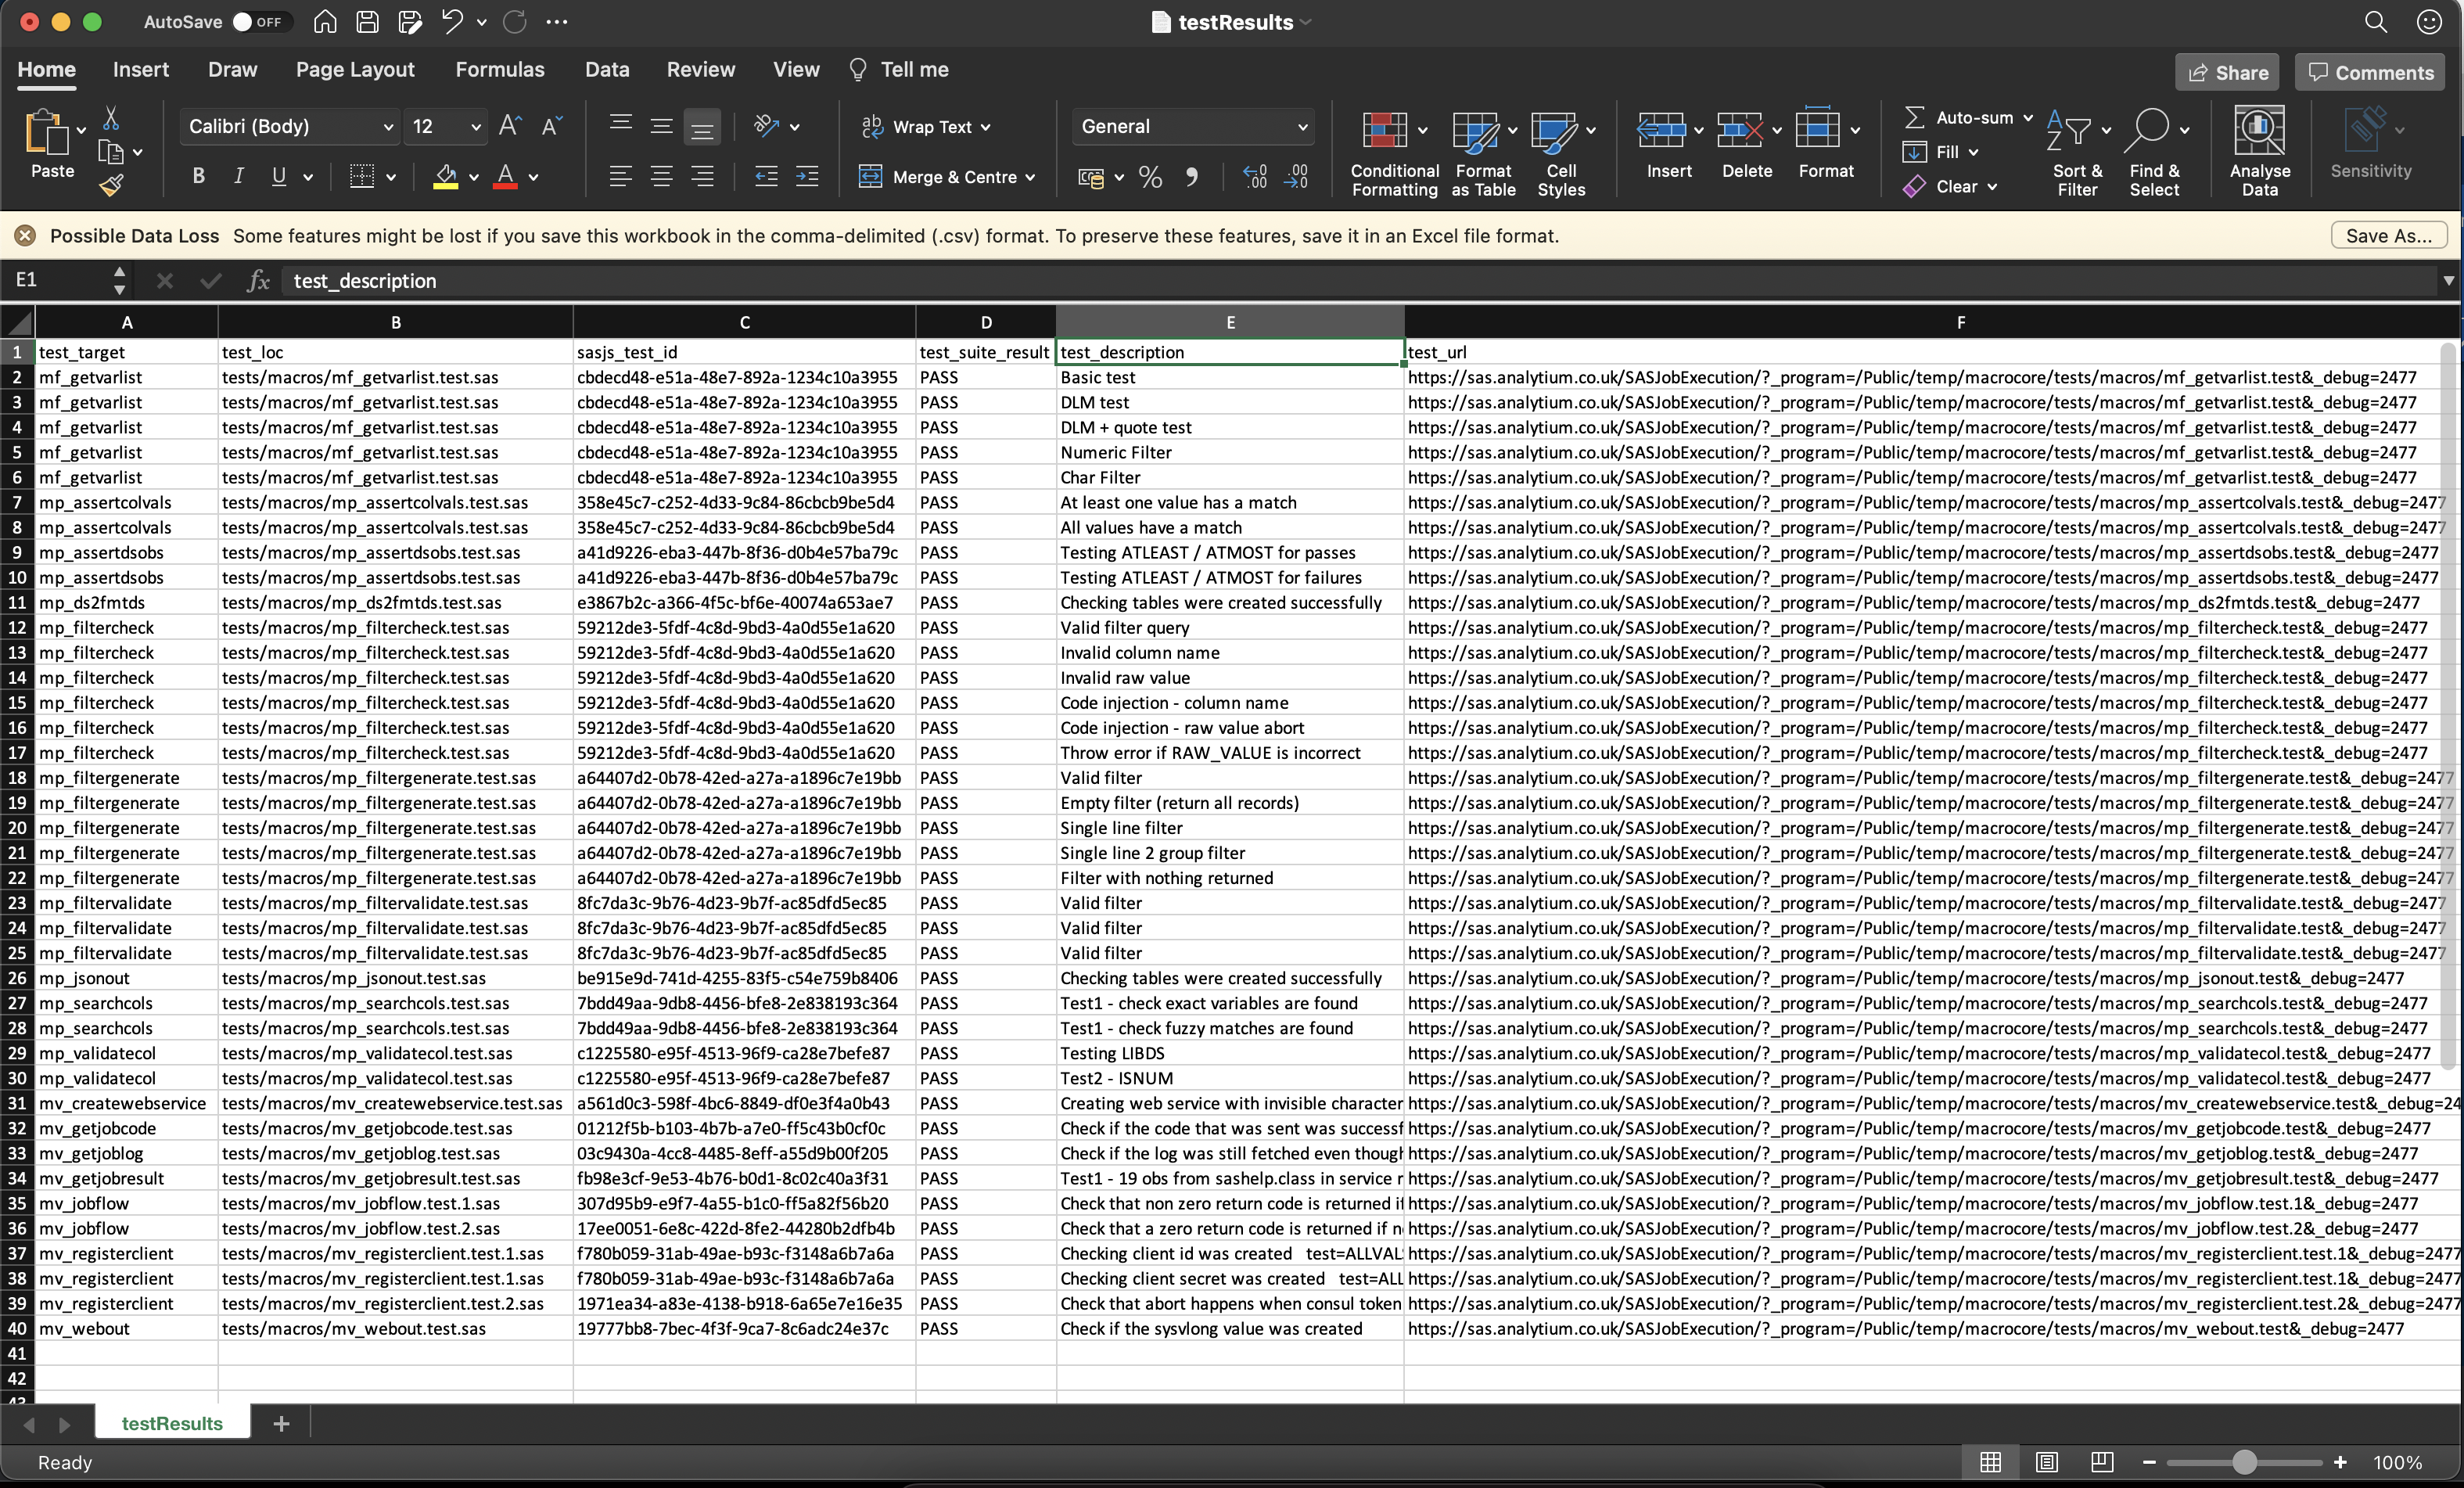 AutoSave OFF testResults
Home Insert Draw Page Layout Formulas Data Review View Tell me Share Comments
Paste Calibri (Body) 12 A A Wrap Text General Conditional Formatting Format as Table Cell Styles Insert Delete Format Auto-sum Sort & Filter Find & Select Analyse Data Sensitivity
B I U A Merge & Centre % Fill Clear
Possible Data Loss Some features might be lost if you save this workbook in the comma-delimited (.csv) format. To preserve these features, save it in an Excel file format. Save As...
E1 fx test_description
A B C D E F
1 test_target test_loc sasjs_test_id test_suite_result test_description test_url
2 mf_getvarlist tests/macros/mf_getvarlist.test.sas cbdecd48-e51a-48e7-892a-1234c10a3955 PASS Basic test https://sas.analytium.co.uk/SASJobExecution/?_program=/Public/temp/macrocore/tests/macros/mf_getvarlist.test&_debug=2477
3 mf_getvarlist tests/macros/mf_getvarlist.test.sas cbdecd48-e51a-48e7-892a-1234c10a3955 PASS DLM test https://sas.analytium.co.uk/SASJobExecution/?_program=/Public/temp/macrocore/tests/macros/mf_getvarlist.test&_debug=2477
4 mf_getvarlist tests/macros/mf_getvarlist.test.sas cbdecd48-e51a-48e7-892a-1234c10a3955 PASS DLM + quote test https://sas.analytium.co.uk/SASJobExecution/?_program=/Public/temp/macrocore/tests/macros/mf_getvarlist.test&_debug=2477
5 mf_getvarlist tests/macros/mf_getvarlist.test.sas cbdecd48-e51a-48e7-892a-1234c10a3955 PASS Numeric Filter https://sas.analytium.co.uk/SASJobExecution/?_program=/Public/temp/macrocore/tests/macros/mf_getvarlist.test&_debug=2477
6 mf_getvarlist tests/macros/mf_getvarlist.test.sas cbdecd48-e51a-48e7-892a-1234c10a3955 PASS Char Filter https://sas.analytium.co.uk/SASJobExecution/?_program=/Public/temp/macrocore/tests/macros/mf_getvarlist.test&_debug=2477
7 mp_assertcolvals tests/macros/mp_assertcolvals.test.sas 358e45c7-c252-4d33-9c84-86cbcb9be5d4 PASS At least one value has a match https://sas.analytium.co.uk/SASJobExecution/?_program=/Public/temp/macrocore/tests/macros/mp_assertcolvals.test&_debug=2477
8 mp_assertcolvals tests/macros/mp_assertcolvals.test.sas 358e45c7-c252-4d33-9c84-86cbcb9be5d4 PASS All values have a match https://sas.analytium.co.uk/SASJobExecution/?_program=/Public/temp/macrocore/tests/macros/mp_assertcolvals.test&_debug=2477
9 mp_assertdsobs tests/macros/mp_assertdsobs.test.sas a41d9226-eba3-447b-8f36-d0b4e57ba79c PASS Testing ATLEAST / ATMOST for passes https://sas.analytium.co.uk/SASJobExecution/?_program=/Public/temp/macrocore/tests/macros/mp_assertdsobs.test&_debug=2477
10 mp_assertdsobs tests/macros/mp_assertdsobs.test.sas a41d9226-eba3-447b-8f36-d0b4e57ba79c PASS Testing ATLEAST / ATMOST for failures https://sas.analytium.co.uk/SASJobExecution/?_program=/Public/temp/macrocore/tests/macros/mp_assertdsobs.test&_debug=2477
11 mp_ds2fmtds tests/macros/mp_ds2fmtds.test.sas e3867b2c-a366-4f5c-bf6e-40074a653ae7 PASS Checking tables were created successfully https://sas.analytium.co.uk/SASJobExecution/?_program=/Public/temp/macrocore/tests/macros/mp_ds2fmtds.test&_debug=2477
12 mp_filtercheck tests/macros/mp_filtercheck.test.sas 59212de3-5fdf-4c8d-9bd3-4a0d55e1a620 PASS Valid filter query https://sas.analytium.co.uk/SASJobExecution/?_program=/Public/temp/macrocore/tests/macros/mp_filtercheck.test&_debug=2477
13 mp_filtercheck tests/macros/mp_filtercheck.test.sas 59212de3-5fdf-4c8d-9bd3-4a0d55e1a620 PASS Invalid column name https://sas.analytium.co.uk/SASJobExecution/?_program=/Public/temp/macrocore/tests/macros/mp_filtercheck.test&_debug=2477
14 mp_filtercheck tests/macros/mp_filtercheck.test.sas 59212de3-5fdf-4c8d-9bd3-4a0d55e1a620 PASS Invalid raw value https://sas.analytium.co.uk/SASJobExecution/?_program=/Public/temp/macrocore/tests/macros/mp_filtercheck.test&_debug=2477
15 mp_filtercheck tests/macros/mp_filtercheck.test.sas 59212de3-5fdf-4c8d-9bd3-4a0d55e1a620 PASS Code injection - column name https://sas.analytium.co.uk/SASJobExecution/?_program=/Public/temp/macrocore/tests/macros/mp_filtercheck.test&_debug=2477
16 mp_filtercheck tests/macros/mp_filtercheck.test.sas 59212de3-5fdf-4c8d-9bd3-4a0d55e1a620 PASS Code injection - raw value abort https://sas.analytium.co.uk/SASJobExecution/?_program=/Public/temp/macrocore/tests/macros/mp_filtercheck.test&_debug=2477
17 mp_filtercheck tests/macros/mp_filtercheck.test.sas 59212de3-5fdf-4c8d-9bd3-4a0d55e1a620 PASS Throw error if RAW_VALUE is incorrect https://sas.analytium.co.uk/SASJobExecution/?_program=/Public/temp/macrocore/tests/macros/mp_filtercheck.test&_debug=2477
18 mp_filtergenerate tests/macros/mp_filtergenerate.test.sas a64407d2-0b78-42ed-a27a-a1896c7e19bb PASS Valid filter https://sas.analytium.co.uk/SASJobExecution/?_program=/Public/temp/macrocore/tests/macros/mp_filtergenerate.test&_debug=2477
19 mp_filtergenerate tests/macros/mp_filtergenerate.test.sas a64407d2-0b78-42ed-a27a-a1896c7e19bb PASS Empty filter (return all records) https://sas.analytium.co.uk/SASJobExecution/?_program=/Public/temp/macrocore/tests/macros/mp_filtergenerate.test&_debug=2477
20 mp_filtergenerate tests/macros/mp_filtergenerate.test.sas a64407d2-0b78-42ed-a27a-a1896c7e19bb PASS Single line filter https://sas.analytium.co.uk/SASJobExecution/?_program=/Public/temp/macrocore/tests/macros/mp_filtergenerate.test&_debug=2477
21 mp_filtergenerate tests/macros/mp_filtergenerate.test.sas a64407d2-0b78-42ed-a27a-a1896c7e19bb PASS Single line 2 group filter https://sas.analytium.co.uk/SASJobExecution/?_program=/Public/temp/macrocore/tests/macros/mp_filtergenerate.test&_debug=2477
22 mp_filtergenerate tests/macros/mp_filtergenerate.test.sas a64407d2-0b78-42ed-a27a-a1896c7e19bb PASS Filter with nothing returned https://sas.analytium.co.uk/SASJobExecution/?_program=/Public/temp/macrocore/tests/macros/mp_filtergenerate.test&_debug=2477
23 mp_filtervalidate tests/macros/mp_filtervalidate.test.sas 8fc7da3c-9b76-4d23-9b7f-ac85dfd5ec85 PASS Valid filter https://sas.analytium.co.uk/SASJobExecution/?_program=/Public/temp/macrocore/tests/macros/mp_filtervalidate.test&_debug=2477
24 mp_filtervalidate tests/macros/mp_filtervalidate.test.sas 8fc7da3c-9b76-4d23-9b7f-ac85dfd5ec85 PASS Valid filter https://sas.analytium.co.uk/SASJobExecution/?_program=/Public/temp/macrocore/tests/macros/mp_filtervalidate.test&_debug=2477
25 mp_filtervalidate tests/macros/mp_filtervalidate.test.sas 8fc7da3c-9b76-4d23-9b7f-ac85dfd5ec85 PASS Valid filter https://sas.analytium.co.uk/SASJobExecution/?_program=/Public/temp/macrocore/tests/macros/mp_filtervalidate.test&_debug=2477
26 mp_jsonout tests/macros/mp_jsonout.test.sas be915e9d-741d-4255-83f5-c54e759b8406 PASS Checking tables were created successfully https://sas.analytium.co.uk/SASJobExecution/?_program=/Public/temp/macrocore/tests/macros/mp_jsonout.test&_debug=2477
27 mp_searchcols tests/macros/mp_searchcols.test.sas 7bdd49aa-9db8-4456-bfe8-2e838193c364 PASS Test1 - check exact variables are found https://sas.analytium.co.uk/SASJobExecution/?_program=/Public/temp/macrocore/tests/macros/mp_searchcols.test&_debug=2477
28 mp_searchcols tests/macros/mp_searchcols.test.sas 7bdd49aa-9db8-4456-bfe8-2e838193c364 PASS Test1 - check fuzzy matches are found https://sas.analytium.co.uk/SASJobExecution/?_program=/Public/temp/macrocore/tests/macros/mp_searchcols.test&_debug=2477
29 mp_validatecol tests/macros/mp_validatecol.test.sas c1225580-e95f-4513-96f9-ca28e7befe87 PASS Testing LIBDS https://sas.analytium.co.uk/SASJobExecution/?_program=/Public/temp/macrocore/tests/macros/mp_validatecol.test&_debug=2477
30 mp_validatecol tests/macros/mp_validatecol.test.sas c1225580-e95f-4513-96f9-ca28e7befe87 PASS Test2 - ISNUM https://sas.analytium.co.uk/SASJobExecution/?_program=/Public/temp/macrocore/tests/macros/mp_validatecol.test&_debug=2477
31 mv_createwebservice tests/macros/mv_createwebservice.test.sas a561d0c3-598f-4bc6-8849-df0e3f4a0b43 PASS Creating web service with invisible character https://sas.analytium.co.uk/SASJobExecution/?_program=/Public/temp/macrocore/tests/macros/mv_createwebservice.test&_debug=24
32 mv_getjobcode tests/macros/mv_getjobcode.test.sas 01212f5b-b103-4b7b-a7e0-ff5c43b0cf0c PASS Check if the code that was sent was successf https://sas.analytium.co.uk/SASJobExecution/?_program=/Public/temp/macrocore/tests/macros/mv_getjobcode.test&_debug=2477
33 mv_getjoblog tests/macros/mv_getjoblog.test.sas 03c9430a-4cc8-4485-8eff-a55d9b00f205 PASS Check if the log was still fetched even though https://sas.analytium.co.uk/SASJobExecution/?_program=/Public/temp/macrocore/tests/macros/mv_getjoblog.test&_debug=2477
34 mv_getjobresult tests/macros/mv_getjobresult.test.sas fb98e3cf-9e53-4b76-b0d1-8c02c40a3f31 PASS Test1 - 19 obs from sashelp.class in service r https://sas.analytium.co.uk/SASJobExecution/?_program=/Public/temp/macrocore/tests/macros/mv_getjobresult.test&_debug=2477
35 mv_jobflow tests/macros/mv_jobflow.test.1.sas 307d95b9-e9f7-4a55-b1c0-ff5a82f56b20 PASS Check that non zero return code is returned if https://sas.analytium.co.uk/SASJobExecution/?_program=/Public/temp/macrocore/tests/macros/mv_jobflow.test.1&_debug=2477
36 mv_jobflow tests/macros/mv_jobflow.test.2.sas 17ee0051-6e8c-422d-8fe2-44280b2dfb4b PASS Check that a zero return code is returned if n https://sas.analytium.co.uk/SASJobExecution/?_program=/Public/temp/macrocore/tests/macros/mv_jobflow.test.2&_debug=2477
37 mv_registerclient tests/macros/mv_registerclient.test.1.sas f780b059-31ab-49ae-b93c-f3148a6b7a6a PASS Checking client id was created test=ALLVALS https://sas.analytium.co.uk/SASJobExecution/?_program=/Public/temp/macrocore/tests/macros/mv_registerclient.test.1&_debug=2477
38 mv_registerclient tests/macros/mv_registerclient.test.1.sas f780b059-31ab-49ae-b93c-f3148a6b7a6a PASS Checking client secret was created test=ALL https://sas.analytium.co.uk/SASJobExecution/?_program=/Public/temp/macrocore/tests/macros/mv_registerclient.test.1&_debug=2477
39 mv_registerclient tests/macros/mv_registerclient.test.2.sas 1971ea34-a83e-4138-b918-6a65e7e16e35 PASS Check that abort happens when consul token https://sas.analytium.co.uk/SASJobExecution/?_program=/Public/temp/macrocore/tests/macros/mv_registerclient.test.2&_debug=2477
40 mv_webout tests/macros/mv_webout.test.sas 19777bb8-7bec-4f3f-9ca7-8c6adc24e37c PASS Check if the sysvlong value was created https://sas.analytium.co.uk/SASJobExecution/?_program=/Public/temp/macrocore/tests/macros/mv_webout.test&_debug=2477
41
42
43
testResults
Ready 100%